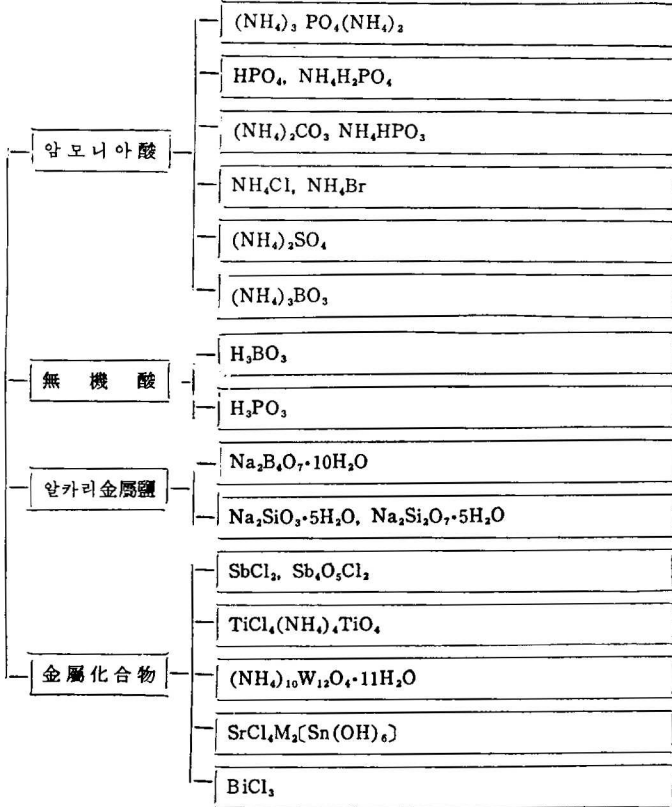 (NH₄)₃ PO₄(NH₄)₂
HPO₄, NH₄H₂PO₄
암모니아酸
(NH₄)₂CO₃ NH₄HPO₃
NH₄Cl, NH₄Br
(NH₄)₂SO₄
(NH₄)₃BO₃
無機酸
H₃BO₃
H₃PO₃
알카리金屬鹽
Na₂B₄O₇·10H₂O
Na₂SiO₃·5H₂O, Na₂Si₂O₇·5H₂O
金屬化合物
SbCl₂, Sb₄O₅Cl₂
TiCl₄(NH₄)₄TiO₄
(NH₄)₁₀W₁₂O₄·11H₂O
SrCl₄M₂[Sn(OH)₆]
BiCl₃